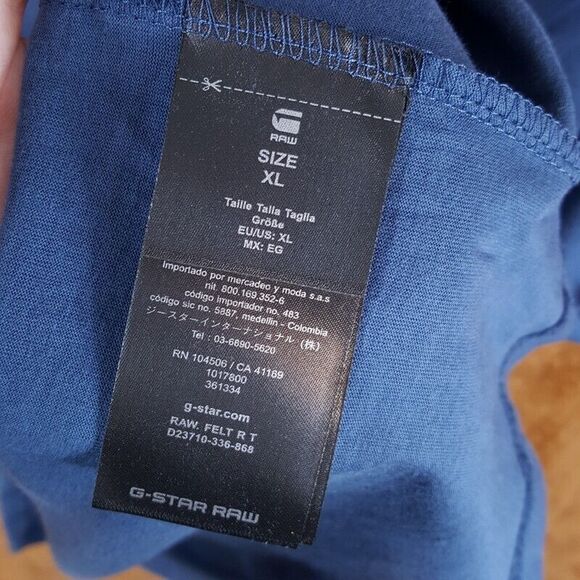 RAW
SIZE
XL
Taille Talla Taglia
Größe
EU/US: XL
MX: EG
Importado por mercadeo y moda s.a.s
nit. 800.169.352-6
código importador no. 483
código sic no. 5887, medellin - Colombia
ジースターインターナショナル (株)
Tel : 03-6890-5620
RN 104506 / CA 41169
1017800
361334
g-star.com
RAW. FELT R T
D23710-336-868
G-STAR RAW